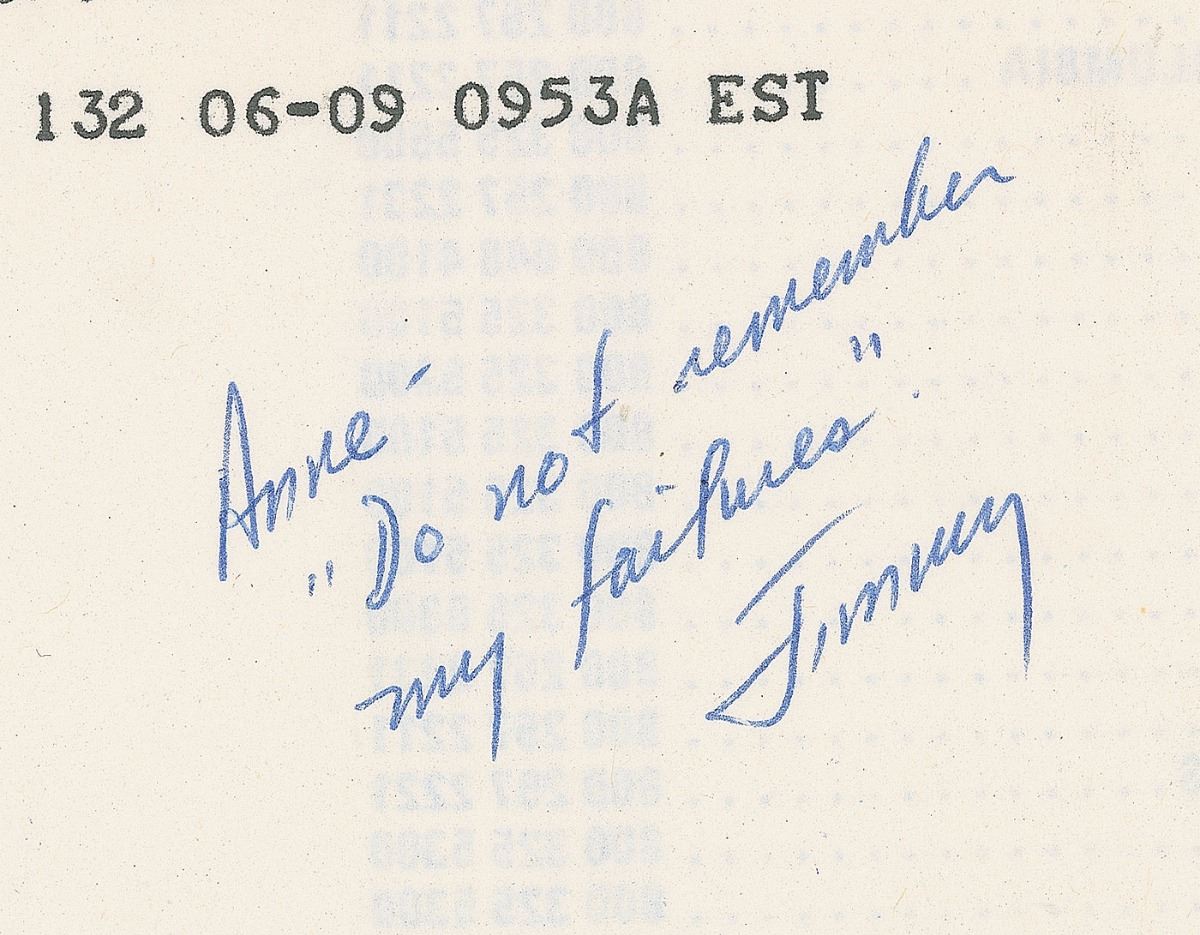 132 06-09 0953A EST
Anne -
"Do not remember
my failures"
Jimmy